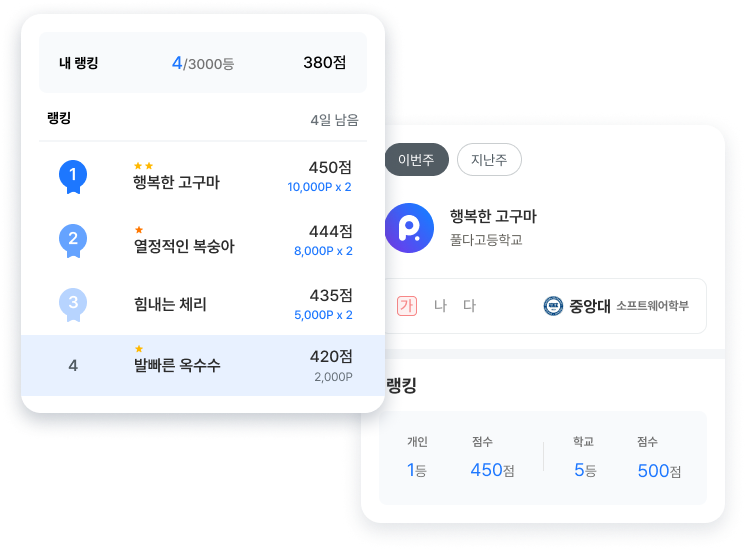 내 랭킹 4/3000등 380점
랭킹 4일 남음
1 행복한 고구마 450점
10,000P x 2
2 열정적인 복숭아 444점
8,000P x 2
3 힘내는 체리 435점
5,000P x 2
4 발빠른 옥수수 420점
2,000P
이번주 지난주
행복한 고구마
풀다고등학교
가 나 다 중앙대 소프트웨어학부
랭킹
개인 점수 학교 점수
1등 450점 5등 500점